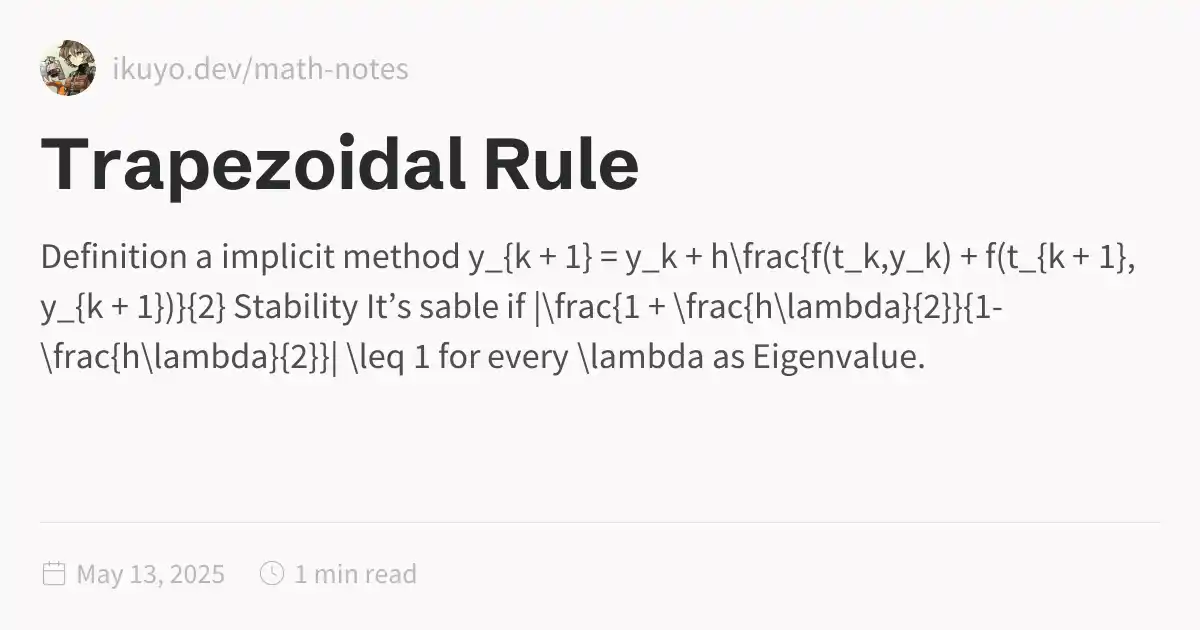 ikuyo.dev/math-notes
Trapezoidal Rule
Definition a implicit method y_{k + 1} = y_k + h\frac{f(t_k,y_k) + f(t_{k + 1},
y_{k + 1})}{2} Stability It’s sable if |\frac{1 + \frac{h\lambda}{2}}{1-
\frac{h\lambda}{2}}| \leq 1 for every \lambda as Eigenvalue.
May 13, 2025 1 min read